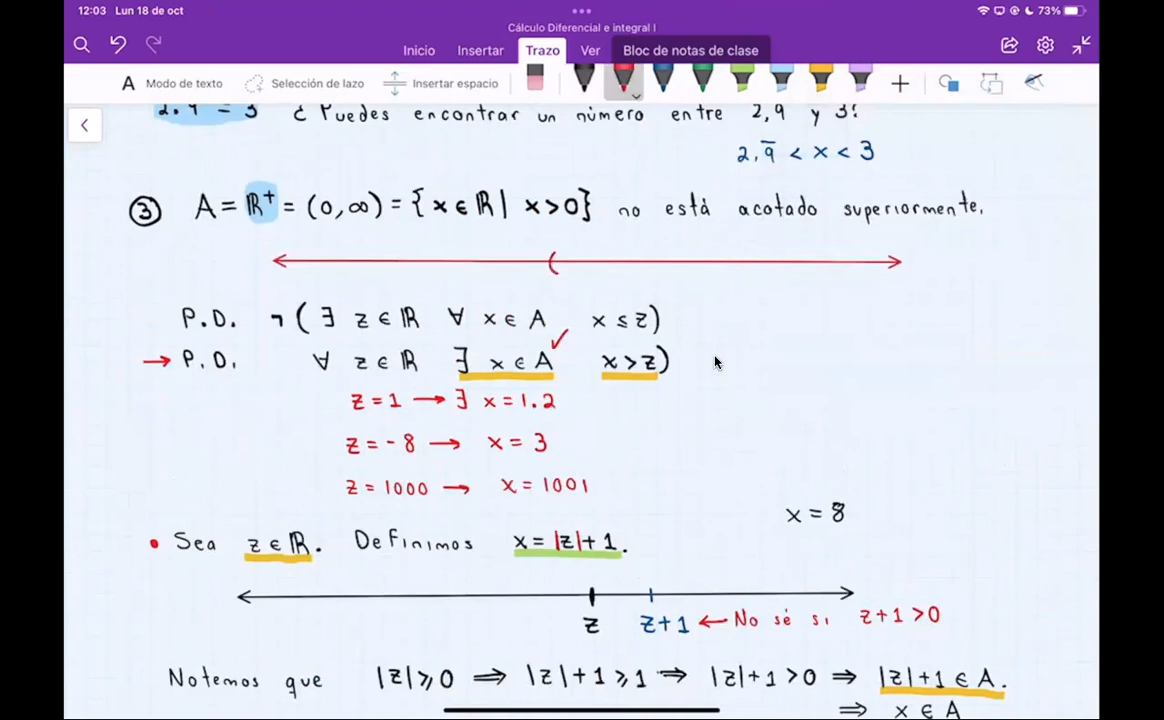 12:03 Lun 18 de oct
73%
Cálculo Diferencial e integral I
Inicio Insertar Trazo Ver Bloc de notas de clase
A Modo de texto Selección de lazo Insertar espacio
2.9̄ = 3 ¿ Puedes encontrar un número entre 2,9 y 3?
2,9̄ < x < 3
③ A = ℝ⁺ = (0,∞) = {x ∈ ℝ | x>0} no está acotado superiormente.
P.D. ¬ ( ∃ z ∈ ℝ ∀ x ∈ A x ≤ z)
→ P.D. ∀ z ∈ ℝ ∃ x ∈ A ✓ x > z)
z = 1 → ∃ x = 1.2
z = - 8 → x = 3
z = 1000 → x = 1001
x = 8
• Sea z ∈ ℝ. Definimos x = |z| + 1.
z z+1 ← No sé si z+1 > 0
Notemos que |z| ⩾ 0 ⇒ |z| + 1 ⩾ 1 ⇒ |z| + 1 > 0 ⇒ |z| + 1 ∈ A.
⇒ x ∈ A